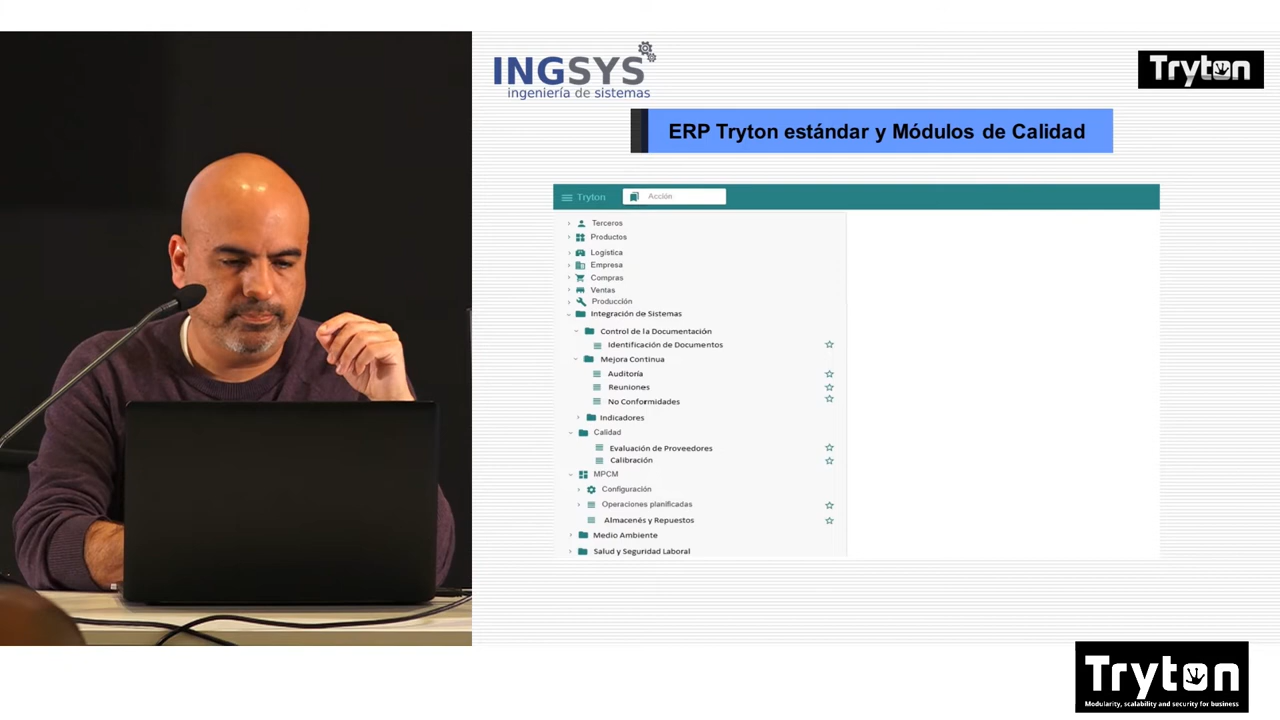 INGSYS
ingeniería de sistemas
Tryton
ERP Tryton estándar y Módulos de Calidad
Tryton
Acción
Terceros
Productos
Logistica
Empresa
Compras
Ventas
Producción
Integración de Sistemas
Control de la Documentación
Identificación de Documentos
Mejora Continua
Auditoría
Reuniones
No Conformidades
Indicadores
Calidad
Evaluación de Proveedores
Calibración
MPCM
Configuración
Operaciones planificadas
Almacenés y Repuestos
Medio Ambiente
Salud y Seguridad Laboral
Tryton
Modularity, scalability and security for business